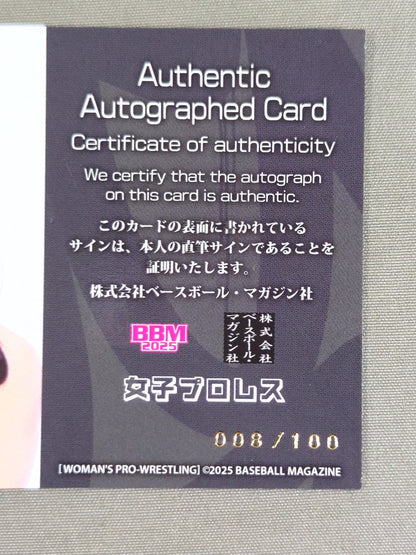 Authentic
Autographed Card
Certificate of authenticity
We certify that the autograph
on this card is authentic.
このカードの表面に書かれている
サインは、本人の直筆サインであることを
証明いたします。
株式会社ベースボール・マガジン社
BBM
2025
株式会社
ベースボール・
マガジン社
女子プロレス
008/100
[WOMAN'S PRO-WRESTLING] ©2025 BASEBALL MAGAZINE